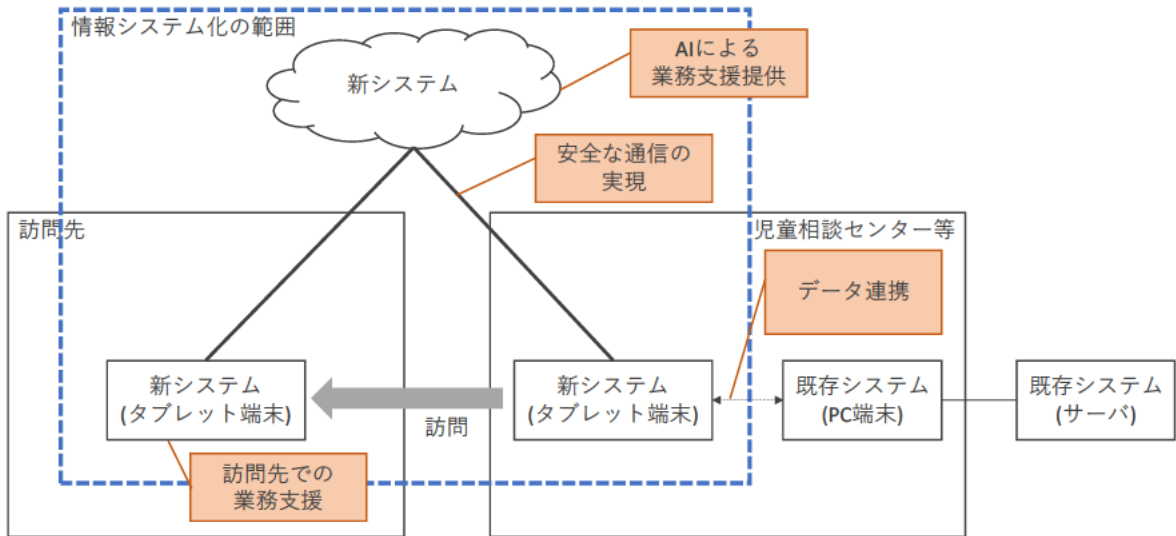 情報システム化の範囲
新システム
AIによる
業務支援提供
安全な通信の
実現
訪問先
児童相談センター等
データ連携
新システム
(タブレット端末)
訪問
新システム
(タブレット端末)
既存システム
(PC端末)
既存システム
(サーバ)
訪問先での
業務支援